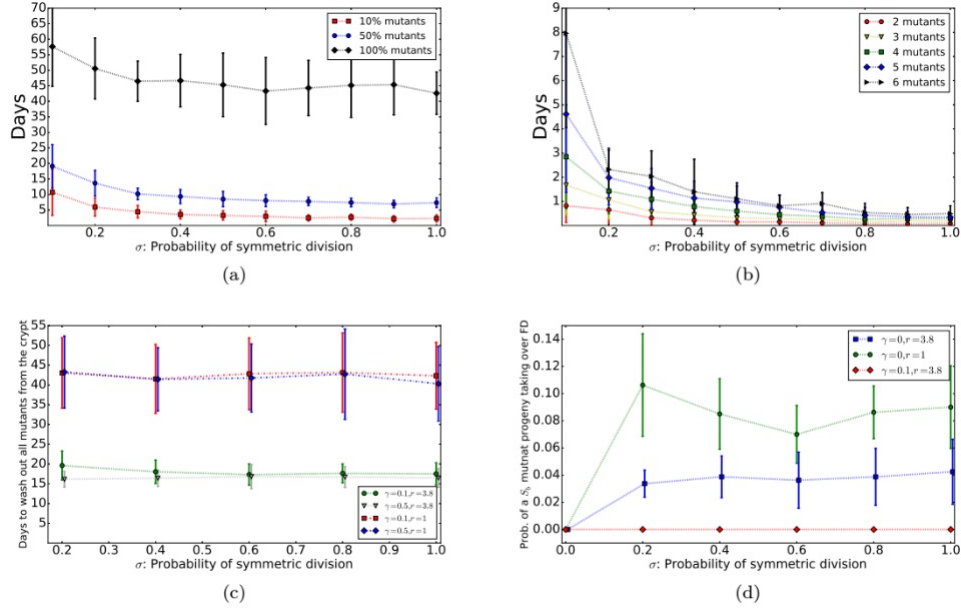 70
65
60
55
50
45
40
35
30
25
20
15
10
5
Days
0.2
0.4
0.6
0.8
1.0
σ: Probability of symmetric division
10% mutants
50% mutants
100% mutants
(a)
9
8
7
6
5
4
3
2
1
Days
0.2
0.4
0.6
0.8
1.0
σ: Probability of symmetric division
2 mutants
3 mutants
4 mutants
5 mutants
6 mutants
(b)
55
50
45
40
35
30
25
20
15
10
5
Days to wash out all mutants from the crypt
0.2
0.3
0.4
0.5
0.6
0.7
0.8
0.9
1.0
σ: Probability of symmetric division
γ=0.1,r=3.8
γ=0.5,r=3.8
γ=0.1,r=1
γ=0.5,r=1
(c)
0.14
0.12
0.10
0.08
0.06
0.04
0.02
0.00
Prob. of a S_b mutnat progeny taking over FD
0.0
0.2
0.4
0.6
0.8
1.0
σ: Probability of symmetric division
γ=0,r=3.8
γ=0,r=1
γ=0.1,r=3.8
(d)